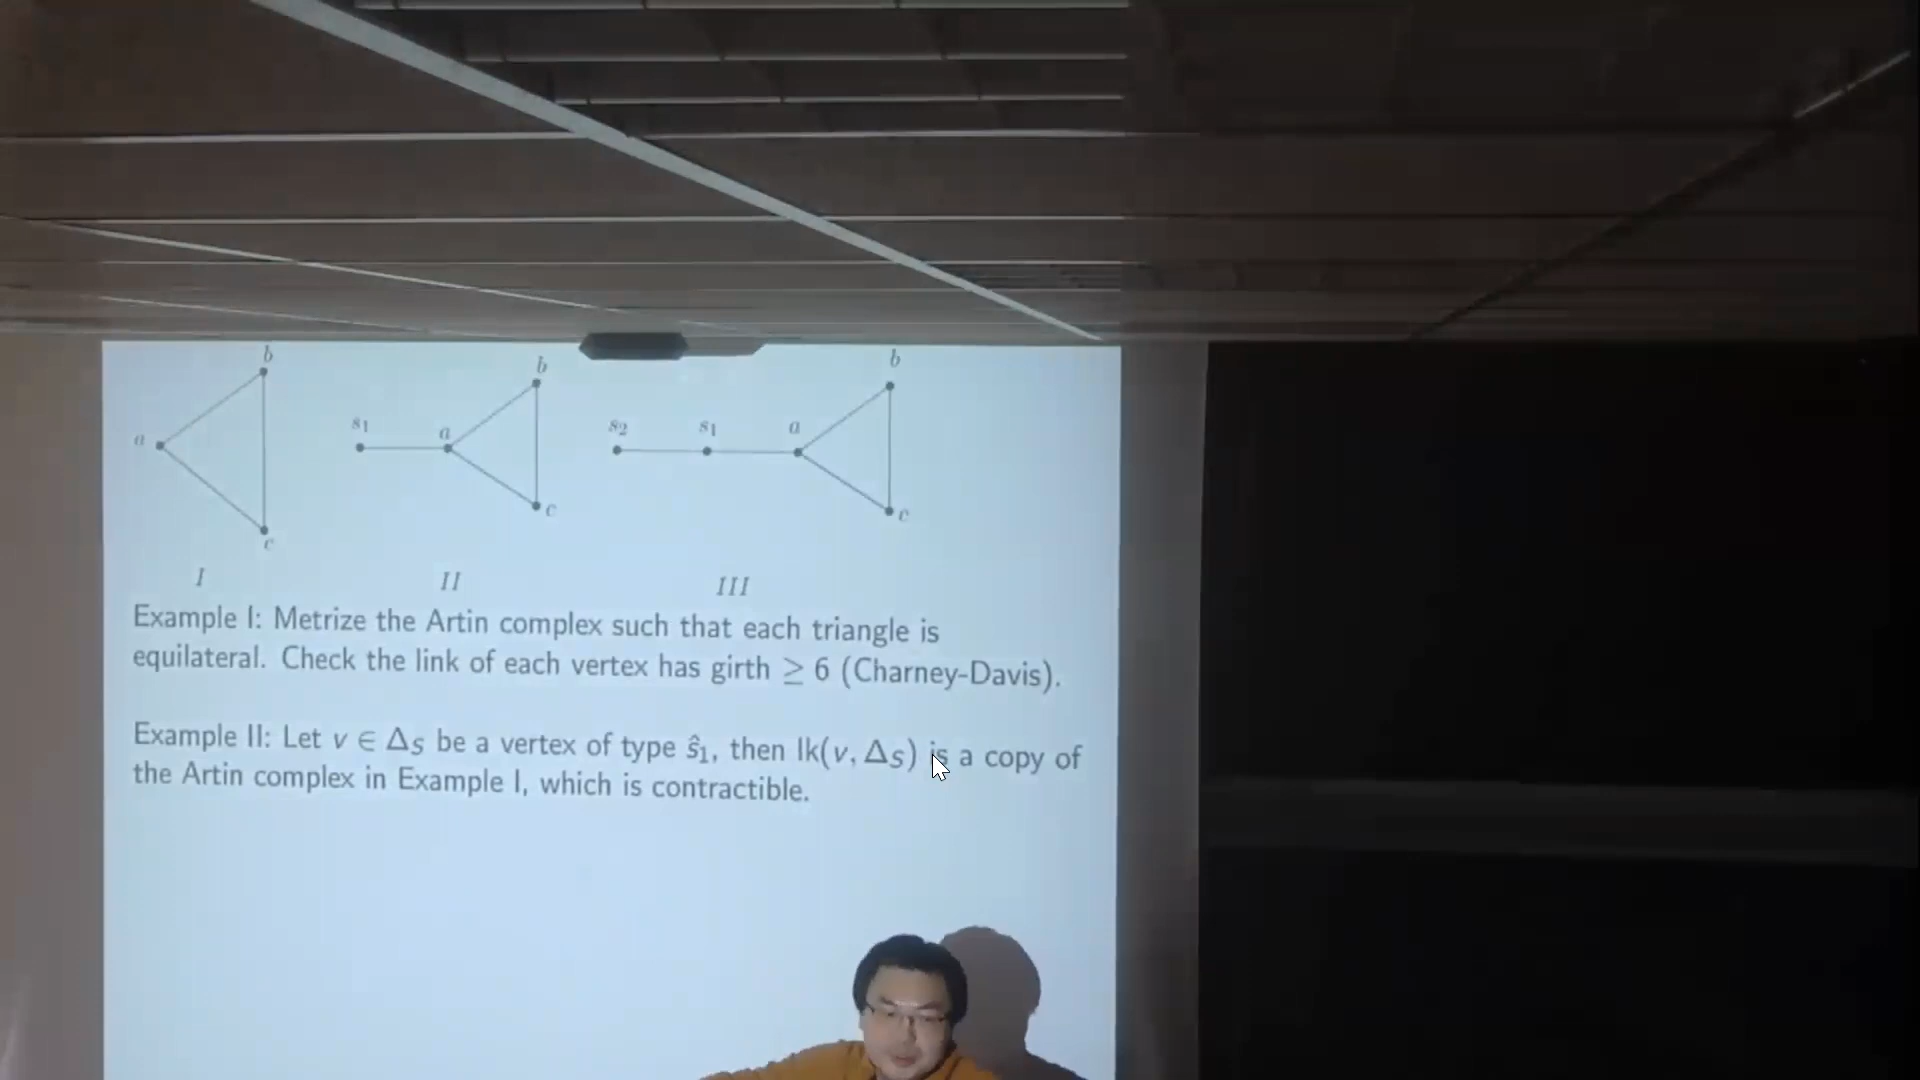 b b b
a s₁ a s₂ s₁ a
c c c
I II III
Example I: Metrize the Artin complex such that each triangle is
equilateral. Check the link of each vertex has girth ≥ 6 (Charney-Davis).
Example II: Let v ∈ Δ_S be a vertex of type ŝ₁, then lk(v, Δ_S) is a copy of
the Artin complex in Example I, which is contractible.